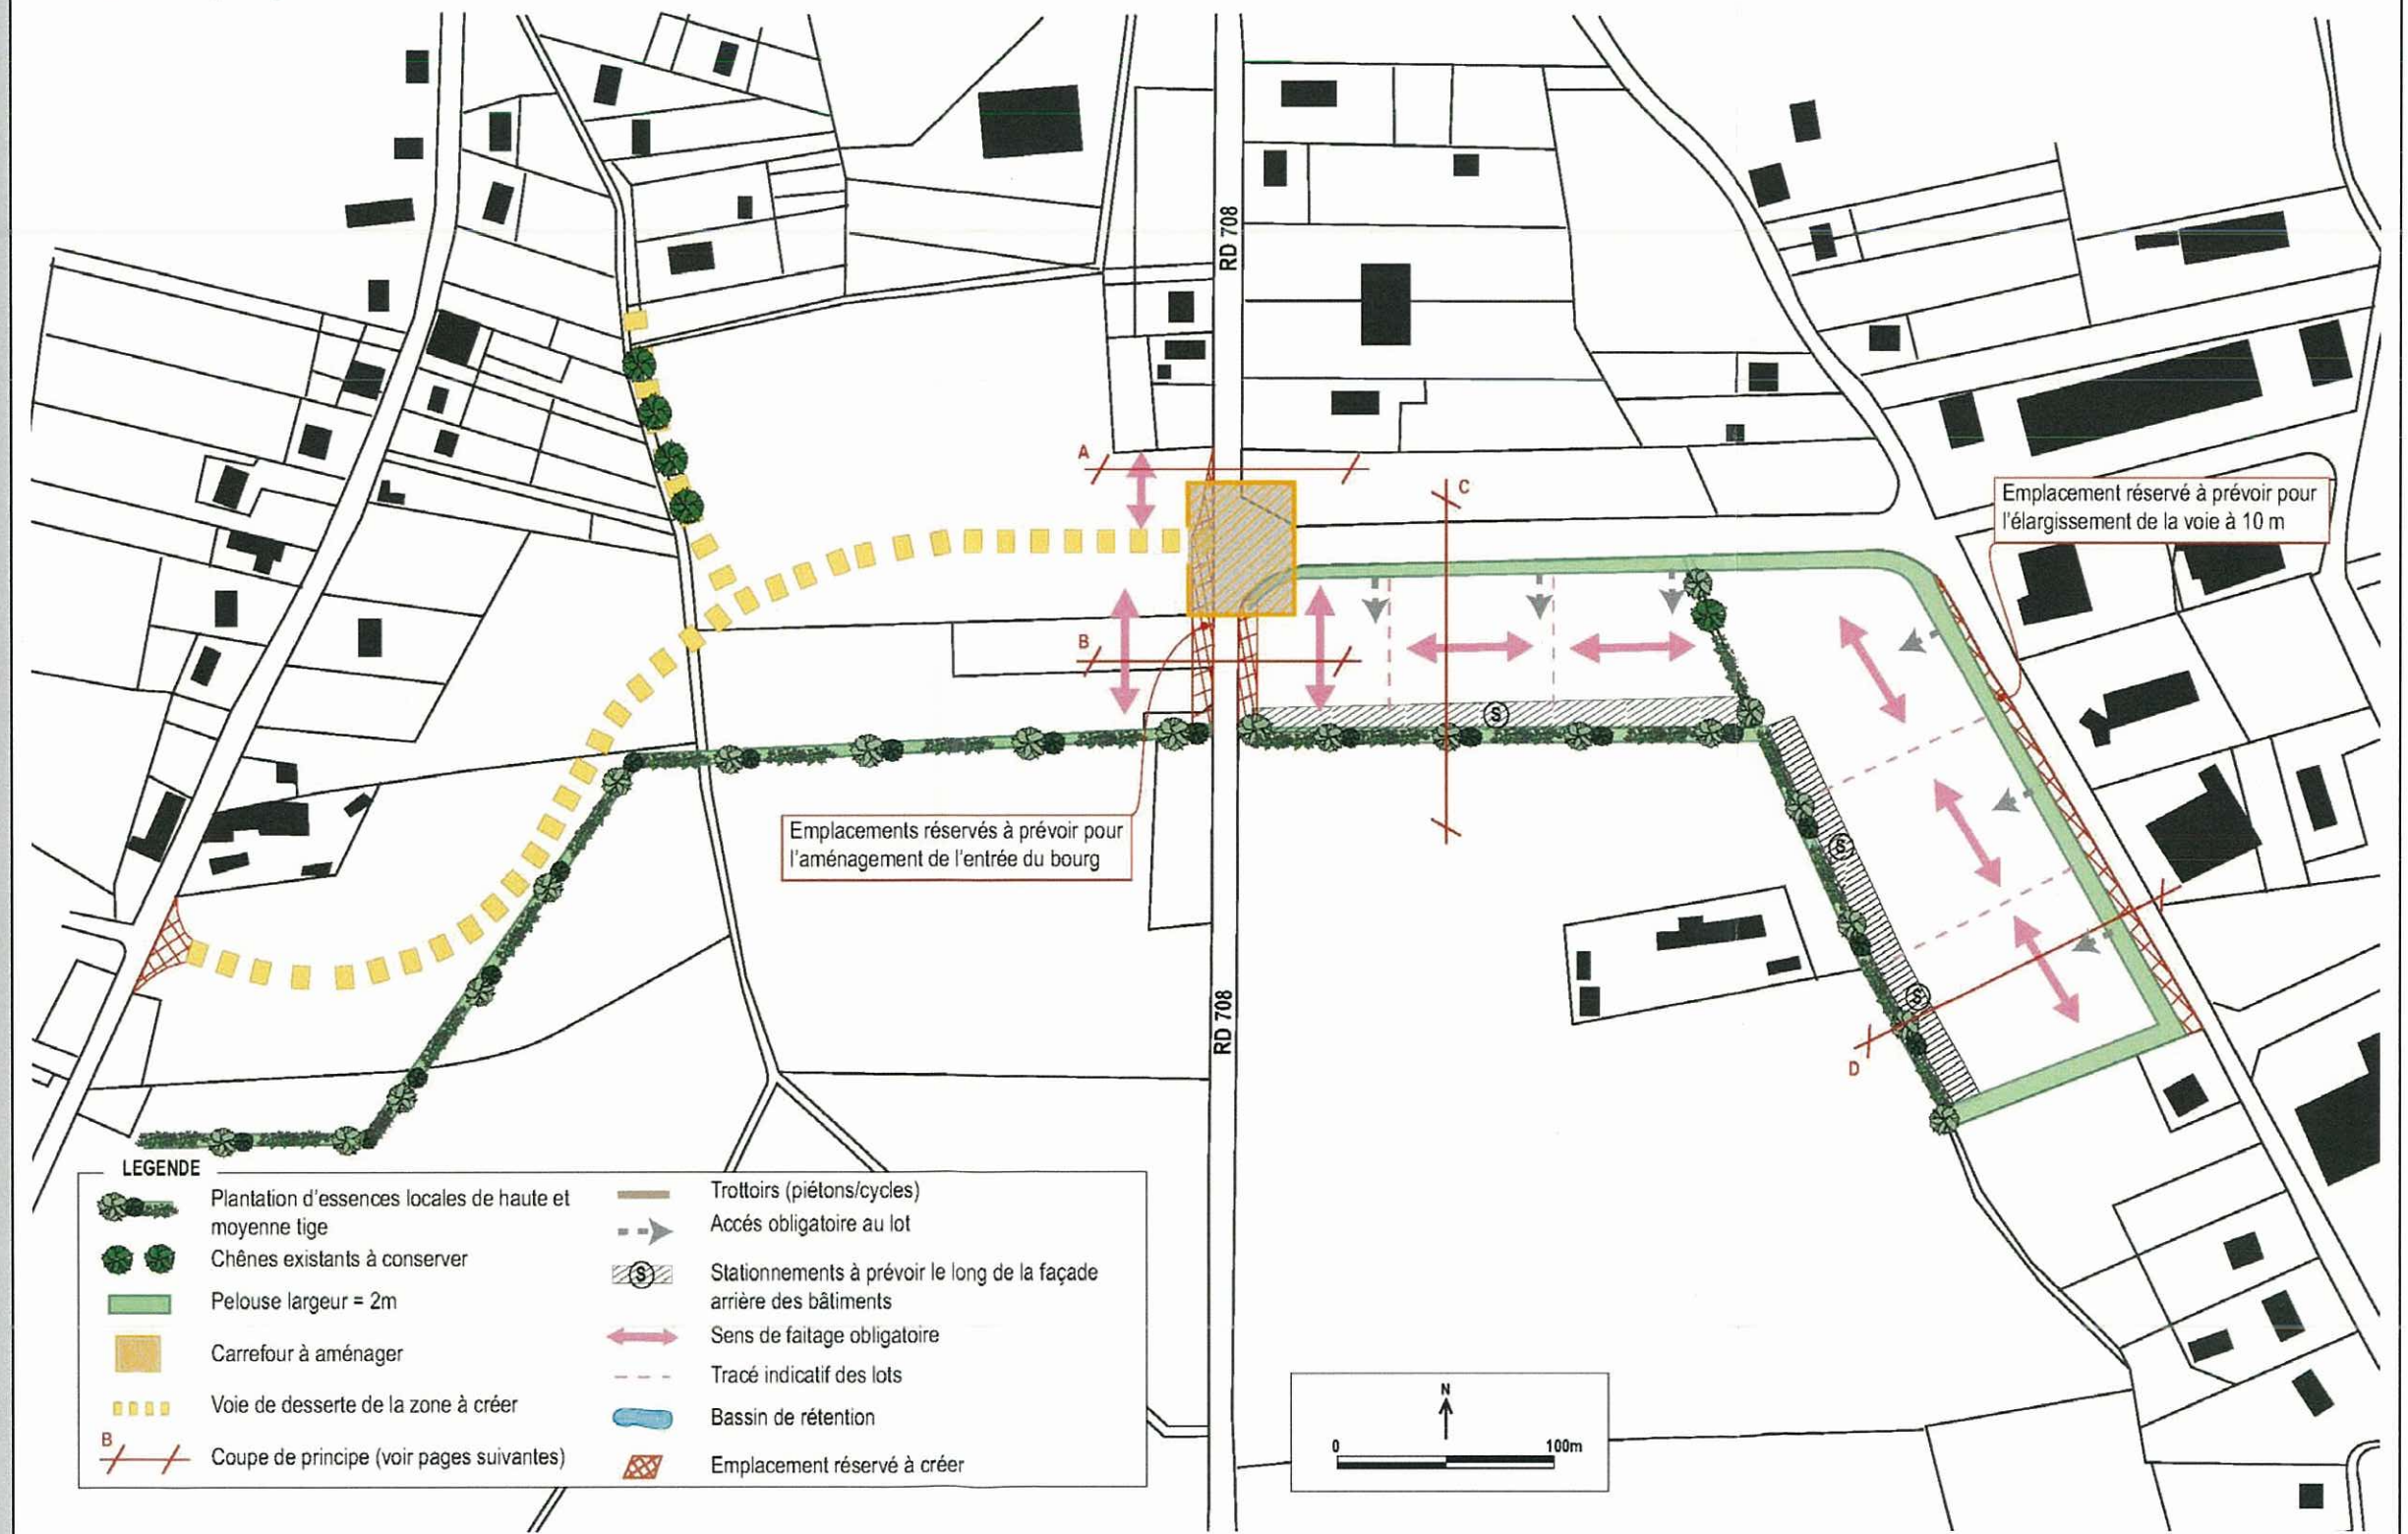 RD 708
A
C
Emplacement réservé à prévoir pour
l'élargissement de la voie à 10 m
B
S
Emplacements réservés à prévoir pour
l'aménagement de l'entrée du bourg
S
S
RD 708
D
LEGENDE
Plantation d'essences locales de haute et
moyenne tige
Chênes existants à conserver
Pelouse largeur = 2m
Carrefour à aménager
Voie de desserte de la zone à créer
B
Coupe de principe (voir pages suivantes)
Trottoirs (piétons/cycles)
Accés obligatoire au lot
S
Stationnements à prévoir le long de la façade
arrière des bâtiments
Sens de faitage obligatoire
Tracé indicatif des lots
Bassin de rétention
Emplacement réservé à créer
N
0 100m